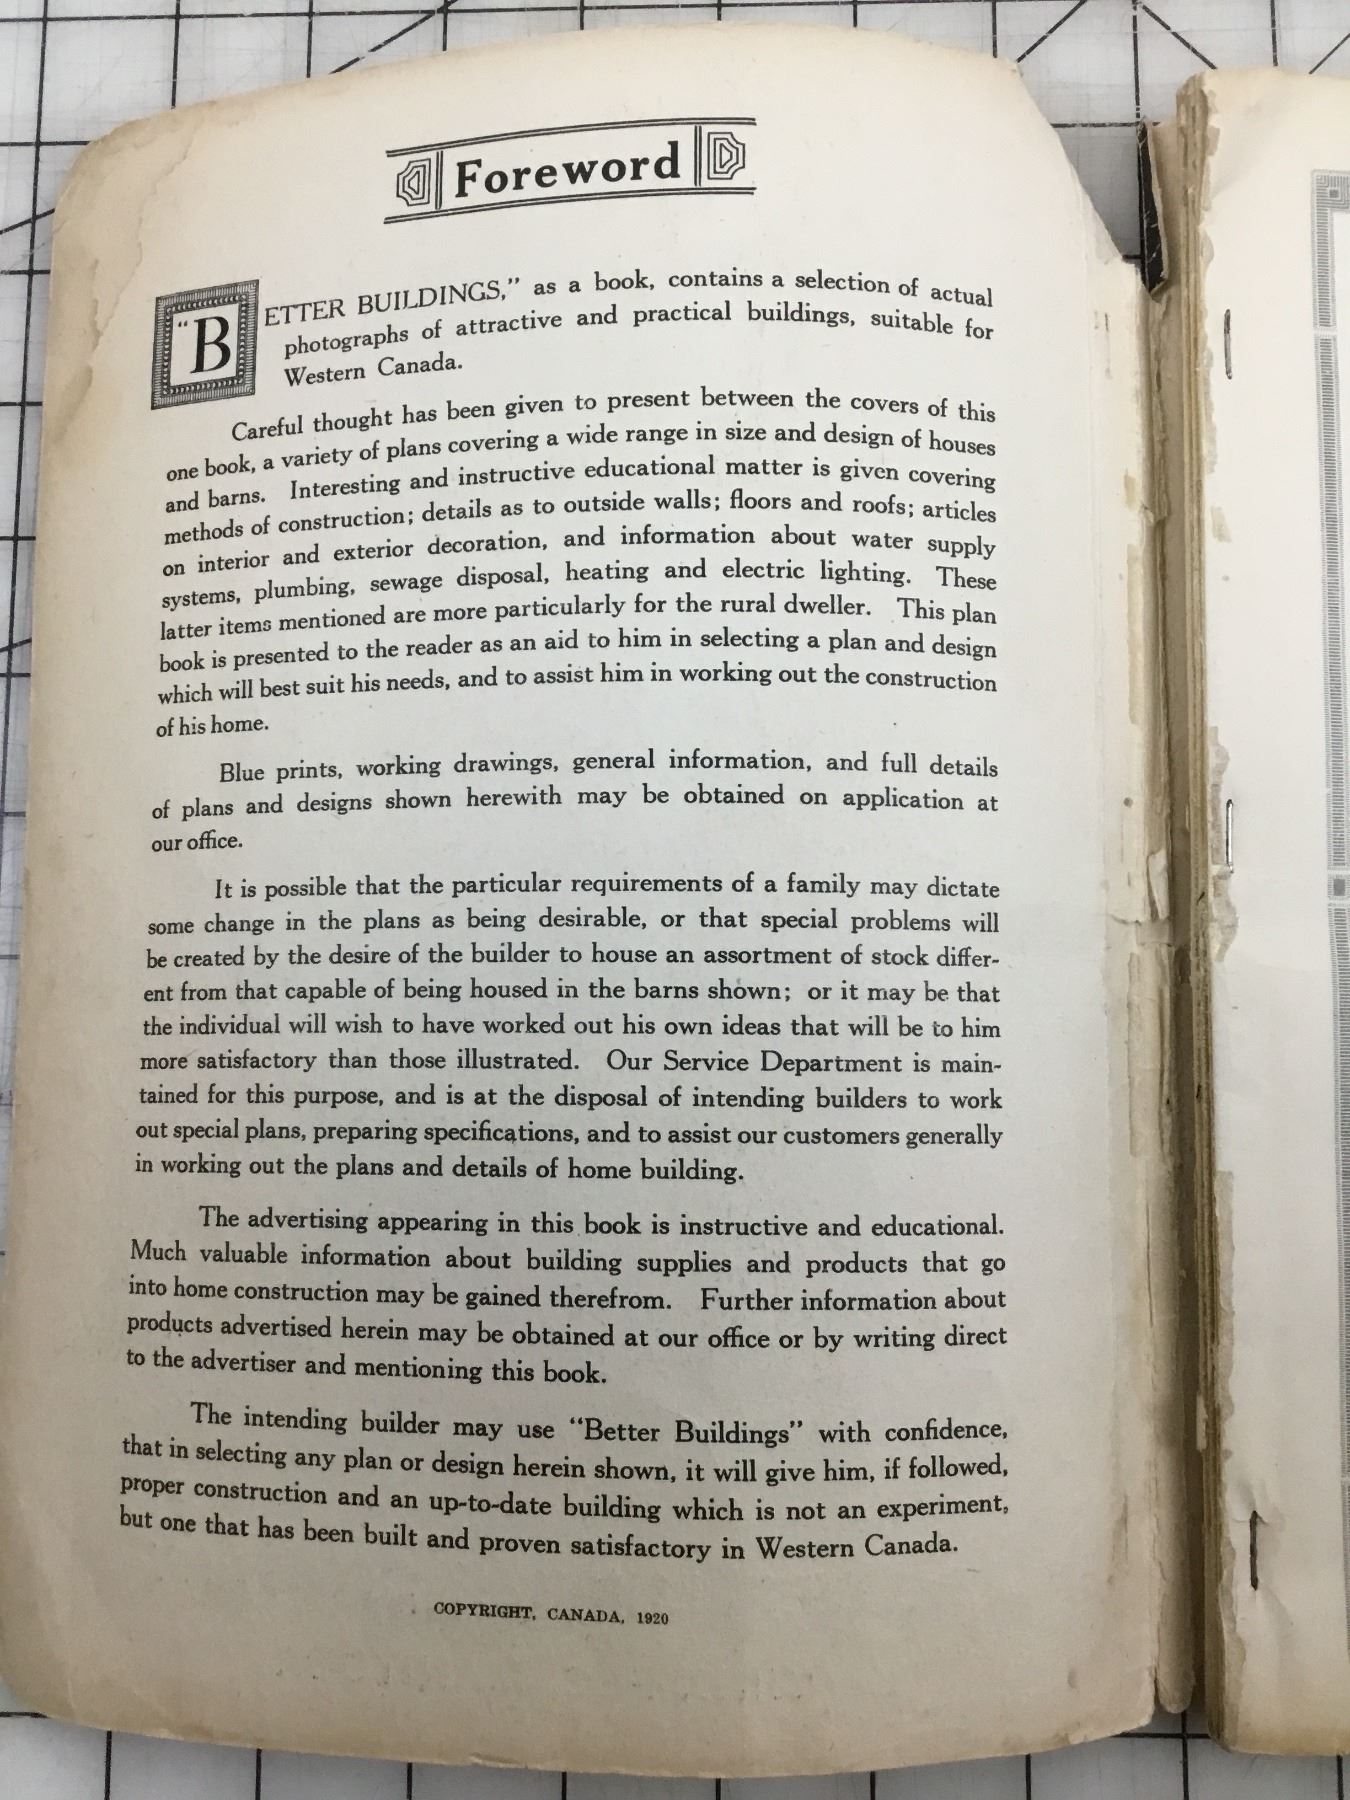 Foreword
"BETTER BUILDINGS," as a book, contains a selection of actual
photographs of attractive and practical buildings, suitable for
Western Canada.
Careful thought has been given to present between the covers of this
one book, a variety of plans covering a wide range in size and design of houses
and barns. Interesting and instructive educational matter is given covering
methods of construction; details as to outside walls; floors and roofs; articles
on interior and exterior decoration, and information about water supply
systems, plumbing, sewage disposal, heating and electric lighting. These
latter items mentioned are more particularly for the rural dweller. This plan
book is presented to the reader as an aid to him in selecting a plan and design
which will best suit his needs, and to assist him in working out the construction
of his home.
Blue prints, working drawings, general information, and full details
of plans and designs shown herewith may be obtained on application at
our office.
It is possible that the particular requirements of a family may dictate
some change in the plans as being desirable, or that special problems will
be created by the desire of the builder to house an assortment of stock differ-
ent from that capable of being housed in the barns shown; or it may be that
the individual will wish to have worked out his own ideas that will be to him
more satisfactory than those illustrated. Our Service Department is main-
tained for this purpose, and is at the disposal of intending builders to work
out special plans, preparing specifications, and to assist our customers generally
in working out the plans and details of home building.
The advertising appearing in this book is instructive and educational.
Much valuable information about building supplies and products that go
into home construction may be gained therefrom. Further information about
products advertised herein may be obtained at our office or by writing direct
to the advertiser and mentioning this book.
The intending builder may use "Better Buildings" with confidence,
that in selecting any plan or design herein shown, it will give him, if followed,
proper construction and an up-to-date building which is not an experiment,
but one that has been built and proven satisfactory in Western Canada.
COPYRIGHT, CANADA, 1920